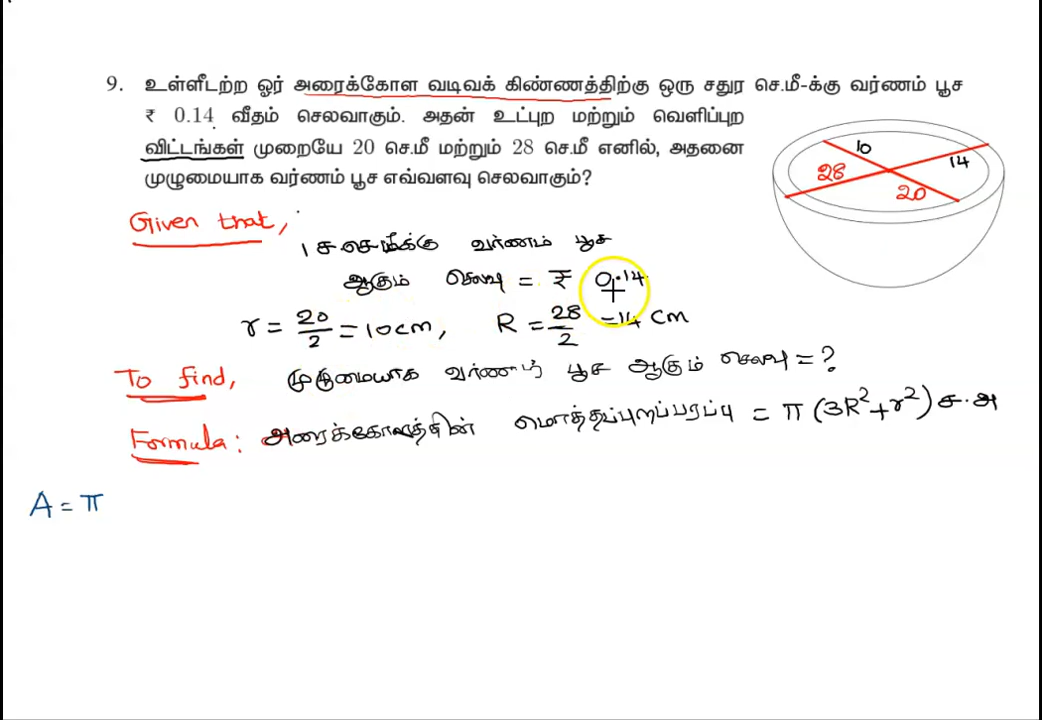 9. உள்ளீடற்ற ஓர் அரைக்கோள வடிவக் கிண்ணத்திற்கு ஒரு சதுர செ.மீ-க்கு வர்ணம் பூச
₹ 0.14 வீதம் செலவாகும். அதன் உட்புற மற்றும் வெளிப்புற
விட்டங்கள் முறையே 20 செ.மீ மற்றும் 28 செ.மீ எனில், அதனை
முழுமையாக வர்ணம் பூச எவ்வளவு செலவாகும்?
10
14
28
20
Given that,
1 ச செ.மீக்கு வர்ணம் பூச
ஆகும் செலவு = ₹ 0.14
r = 20/2 = 10 cm, R = 28/2 = 14 cm
To find, முழுமையாக வர்ணம் பூச ஆகும் செலவு = ?
Formula: அரைக்கோளத்தின் மொத்தப்புறப்பரப்பு = π (3R²+r²) ச.அ
A = π